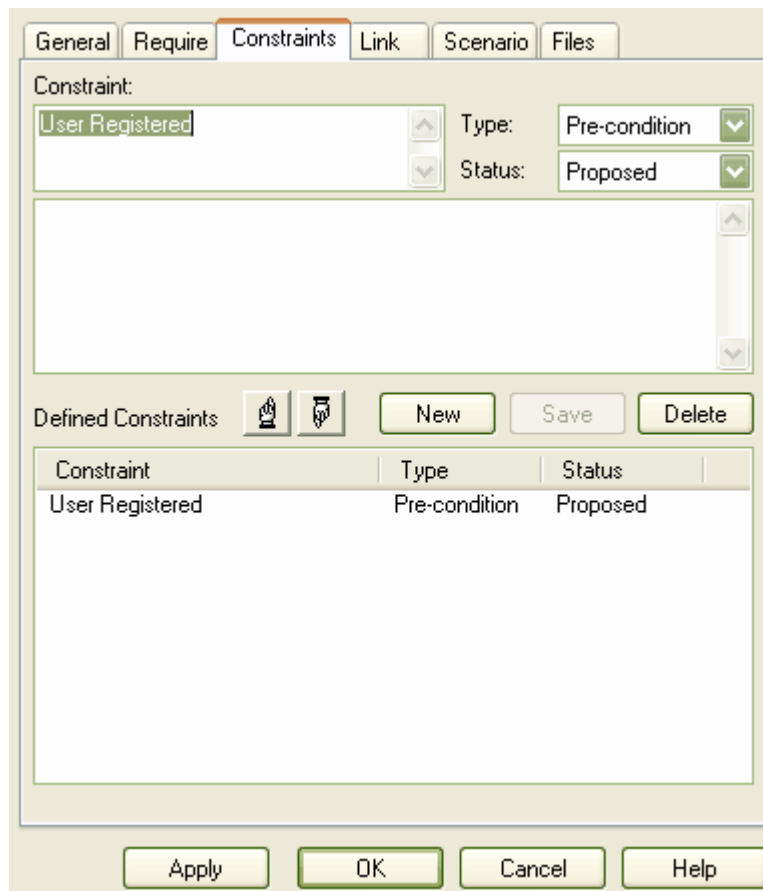 General Require Constraints Link Scenario Files
Constraint:
User Registered
Type: Pre-condition
Status: Proposed
Defined Constraints New Save Delete
Constraint Type Status
User Registered Pre-condition Proposed
Apply OK Cancel Help